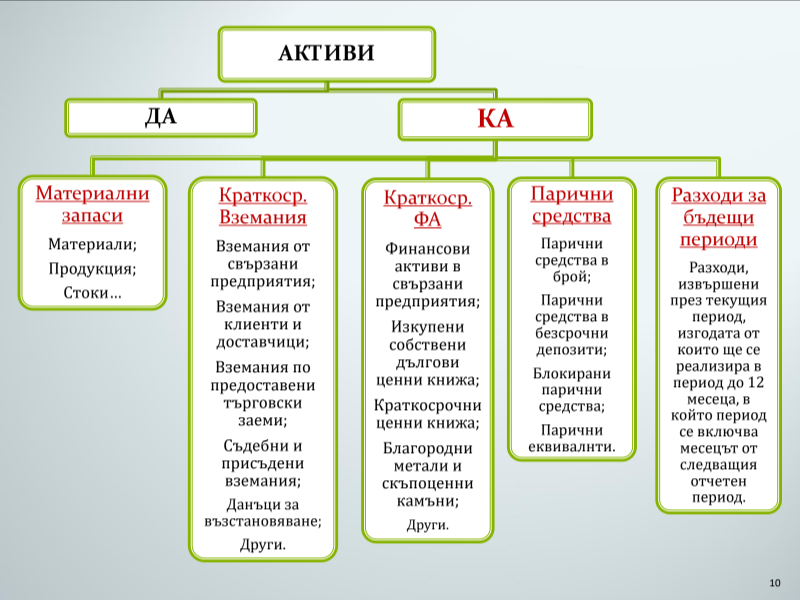 АКТИВИ
ДА
КА
Материални
запаси
Материали;
Продукция;
Стоки…
Краткоср.
Вземания
Вземания от
свързани
предприятия;
Вземания от
клиенти и
доставчици;
Вземания по
предоставени
търговски
заеми;
Съдебни и
присъдени
вземания;
Данъци за
възстановяване;
Други.
Краткоср.
ФА
Финансови
активи в
свързани
предприятия;
Изкупени
собствени
дългови
ценни книжа;
Краткосрочни
ценни книжа;
Благородни
метали и
скъпоценни
камъни;
Други.
Парични
средства
Парични
средства в
брой;
Парични
средства в
безсрочни
депозити;
Блокирани
парични
средства;
Парични
еквивалнти.
Разходи за
бъдещи
периоди
Разходи,
извършени
през текущия
период,
изгодата от
които ще се
реализира в
период до 12
месеца, в
който период
се включва
месецът от
следващия
отчетен
период.
10